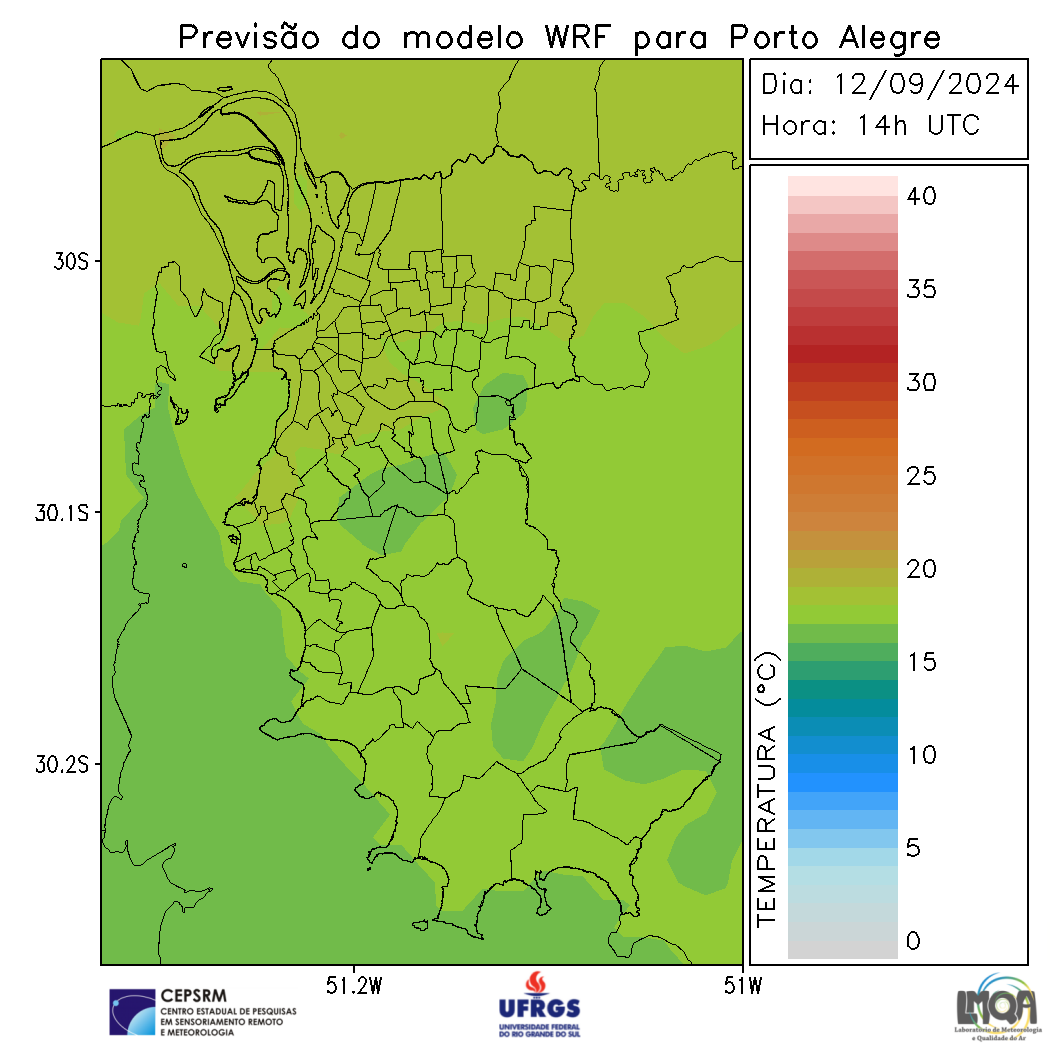 Previsão do modelo WRF para Porto Alegre
Dia: 12/09/2024
Hora: 14h UTC
30S
30.1S
30.2S
51.2W
51W
40
35
30
25
20
15
10
5
0
TEMPERATURA (°C)
CEPSRM
CENTRO ESTADUAL DE PESQUISAS
EM SENSORIAMENTO REMOTO
E METEOROLOGIA
UFRGS
UNIVERSIDADE FEDERAL
DO RIO GRANDE DO SUL
LMQA
Laboratório de Meteorologia
e Qualidade do Ar